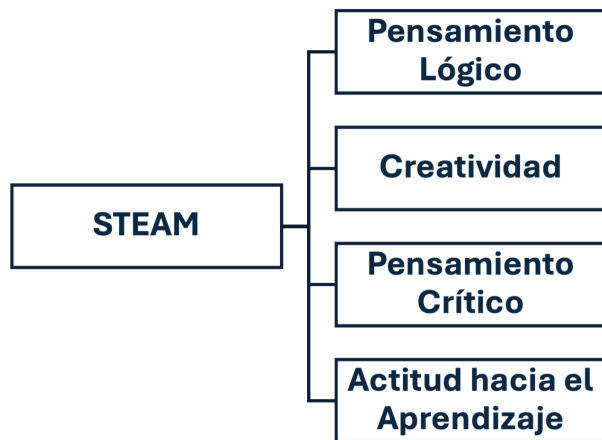 Pensamiento
Lógico
Creatividad
STEAM
Pensamiento
Crítico
Actitud hacia el
Aprendizaje